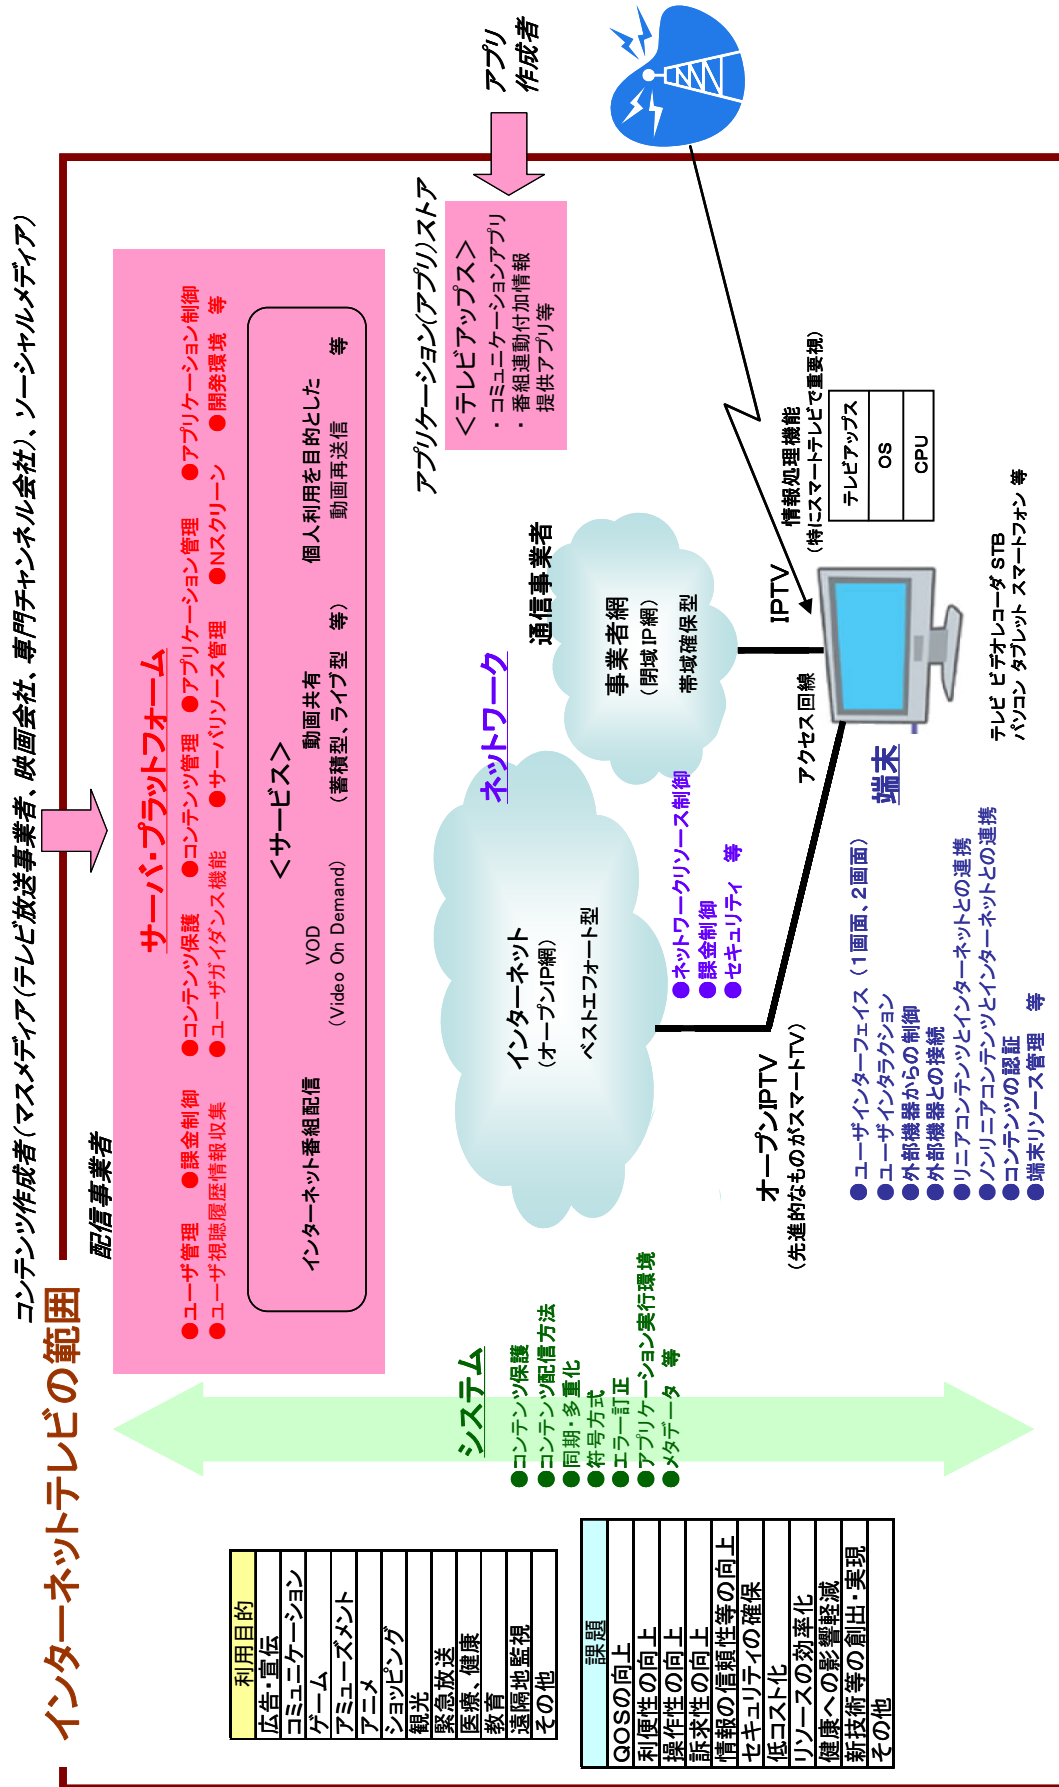 コンテンツ作成者(マスメディア(テレビ放送事業者、映画会社、専門チャンネル会社)、ソーシャルメディア)
インターネットテレビの範囲
配信事業者
サーバ・プラットフォーム
●ユーザ管理 ●課金制御 ●コンテンツ保護 ●コンテンツ管理 ●アプリケーション管理 ●アプリケーション制御
●ユーザ視聴履歴情報収集 ●ユーザガイダンス機能 ●サーバリソース管理 ●Nスクリーン ●開発環境 等
<サービス>
インターネット番組配信
VOD
(Video On Demand)
動画共有
(蓄積型、ライブ型 等)
個人利用を目的とした
動画再送信
等
アプリケーション(アプリ)ストア
<テレビアップス>
・コミュニケーションアプリ
・番組連動付加情報
提供アプリ等
アプリ
作成者
システム
●コンテンツ保護
●コンテンツ配信方法
●同期・多重化
●符号方式
●エラー訂正
●アプリケーション実行環境
●メタデータ 等
ネットワーク
インターネット
(オープンIP網)
ベストエフォート型
通信事業者
事業者網
(閉域IP網)
帯域確保型
●ネットワークリソース制御
●課金制御
●セキュリティ 等
オープンIPTV
(先進的なものがスマートTV)
アクセス回線
IPTV
情報処理機能
(特にスマートテレビで重要視)
テレビアップス
OS
CPU
端末
●ユーザインターフェイス(1画面、2画面)
●ユーザインタラクション
●外部機器からの制御
●外部機器との接続
●リニアコンテンツとインターネットとの連携
●ノンリニアコンテンツとインターネットとの連携
●コンテンツの認証
●端末リソース管理 等
テレビ ビデオレコーダ STB
パソコン タブレット スマートフォン 等
利用目的
広告・宣伝
コミュニケーション
ゲーム
アミューズメント
アニメ
ショッピング
観光
緊急放送
医療、健康
教育
遠隔地監視
その他
課題
QOSの向上
利便性の向上
操作性の向上
訴求性の向上
情報の信頼性等の向上
セキュリティの確保
低コスト化
リソースの効率化
健康への影響軽減
新技術等の創出・実現
その他